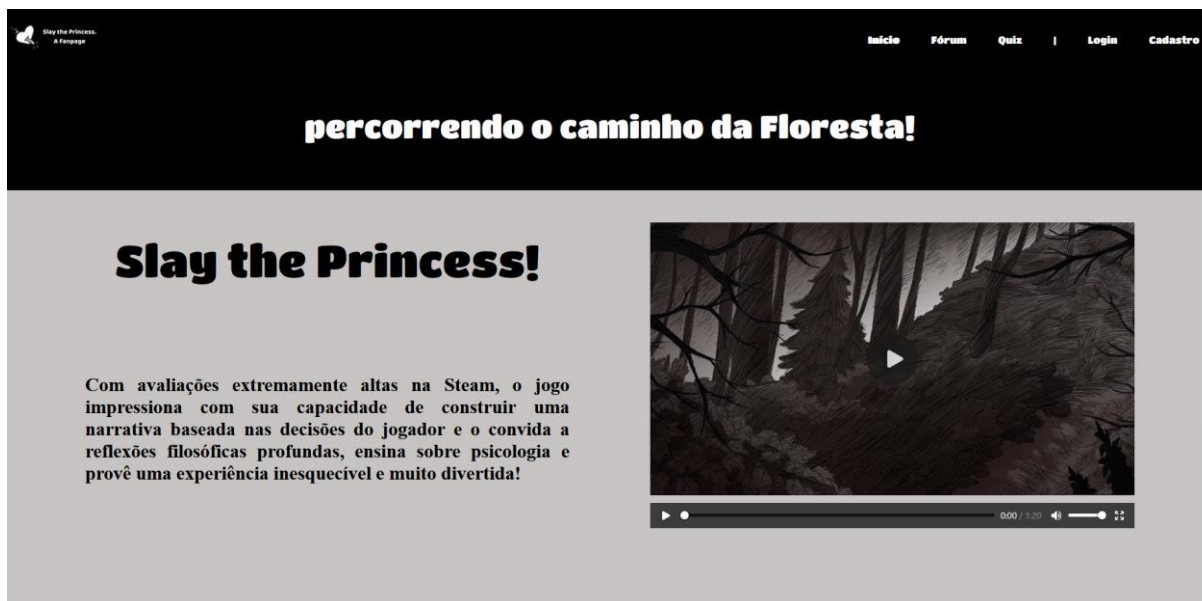 Slay the Princess.
A Fanpage
Início Fórum Quiz | Login Cadastro
percorrendo o caminho da Floresta!
Slay the Princess!
Com avaliações extremamente altas na Steam, o jogo
impressiona com sua capacidade de construir uma
narrativa baseada nas decisões do jogador e o convida a
reflexões filosóficas profundas, ensina sobre psicologia e
provê uma experiência inesquecível e muito divertida!
0:00 / 1:20